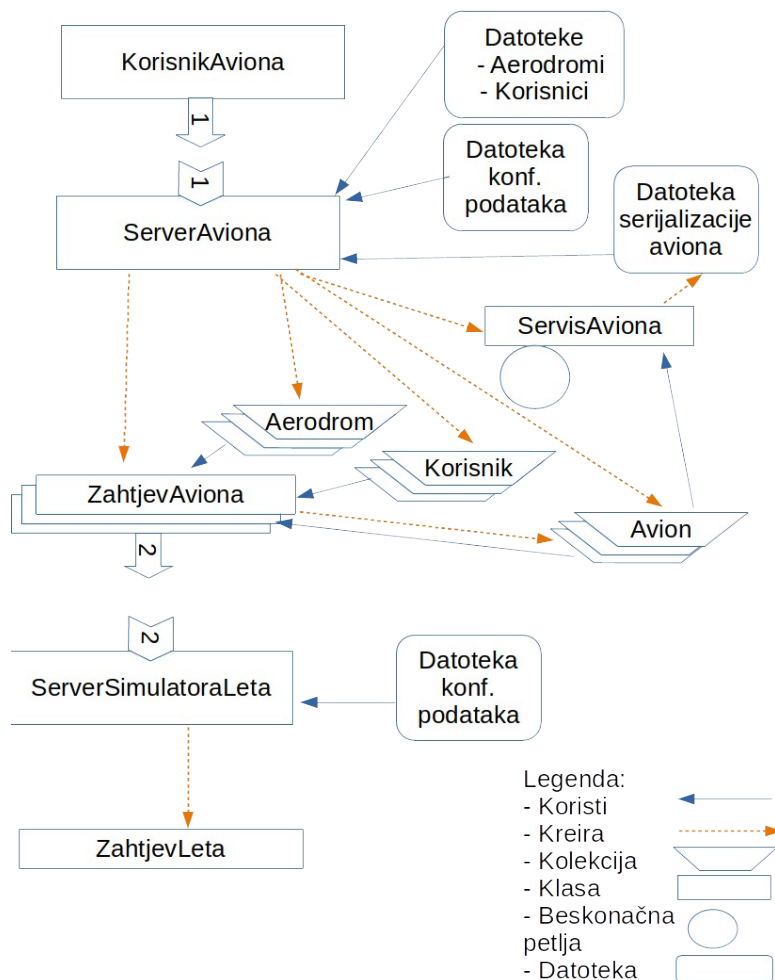 KorisnikAviona
Datoteke
- Aerodromi
- Korisnici
1
Datoteka
konf.
podataka
1
ServerAviona
Datoteka
serijalizacije
aviona
ServisAviona
Aerodrom
Korisnik
ZahtjevAviona
Avion
2
2
ServerSimulatoraLeta
Datoteka
konf.
podataka
ZahtjevLeta
Legenda:
- Koristi
- Kreira
- Kolekcija
- Klasa
- Beskonačna
petlja
- Datoteka